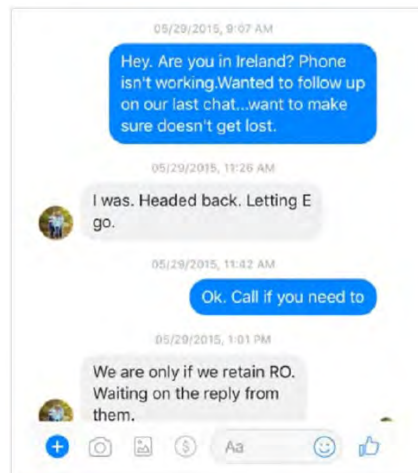 05/29/2015, 9:07 AM
Hey. Are you in Ireland? Phone
isn't working.Wanted to follow up
on our last chat...want to make
sure doesn't get lost.
05/29/2015, 11:26 AM
I was. Headed back. Letting E
go.
05/29/2015, 11:42 AM
Ok. Call if you need to
05/29/2015, 1:01 PM
We are only if we retain RO.
Waiting on the reply from
them.
Aa